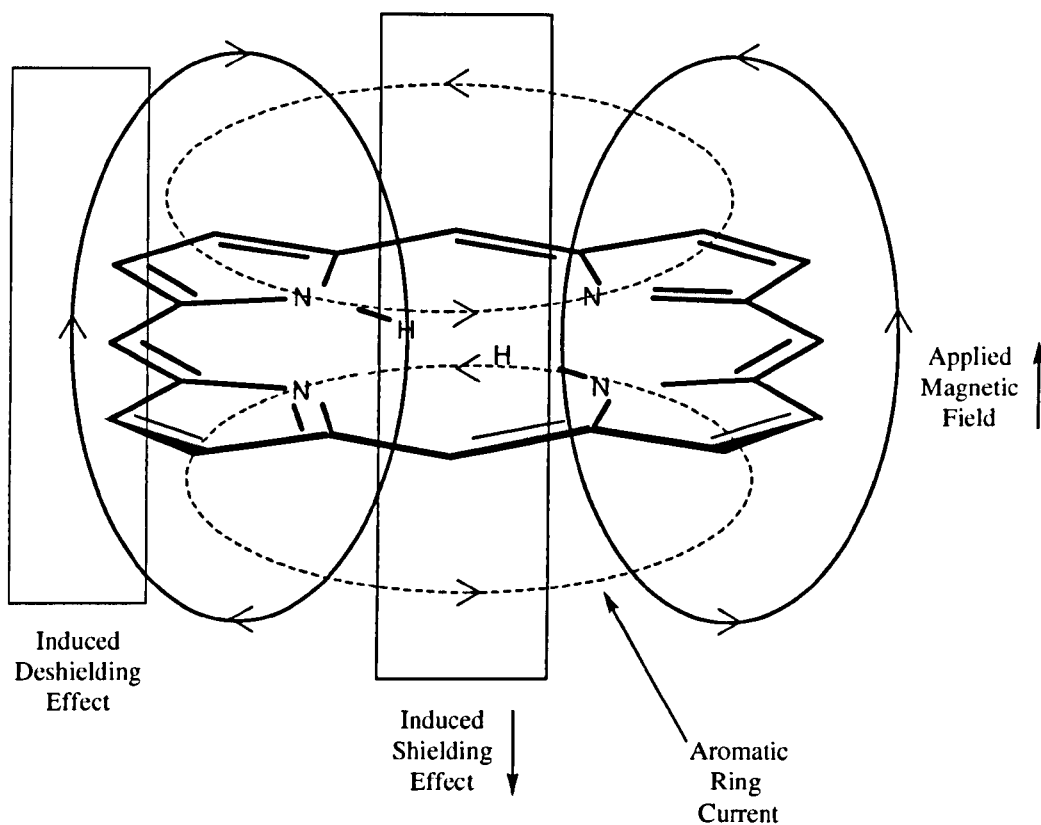 N
N
H
H
N
N
Applied
Magnetic
Field
Induced
Deshielding
Effect
Induced
Shielding
Effect
Aromatic
Ring
Current